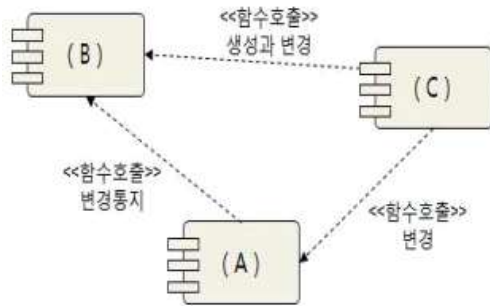 <<함수호출>>
생성과 변경
( B )
( C )
<<함수호출>>
변경통지
<<함수호출>>
변경
( A )